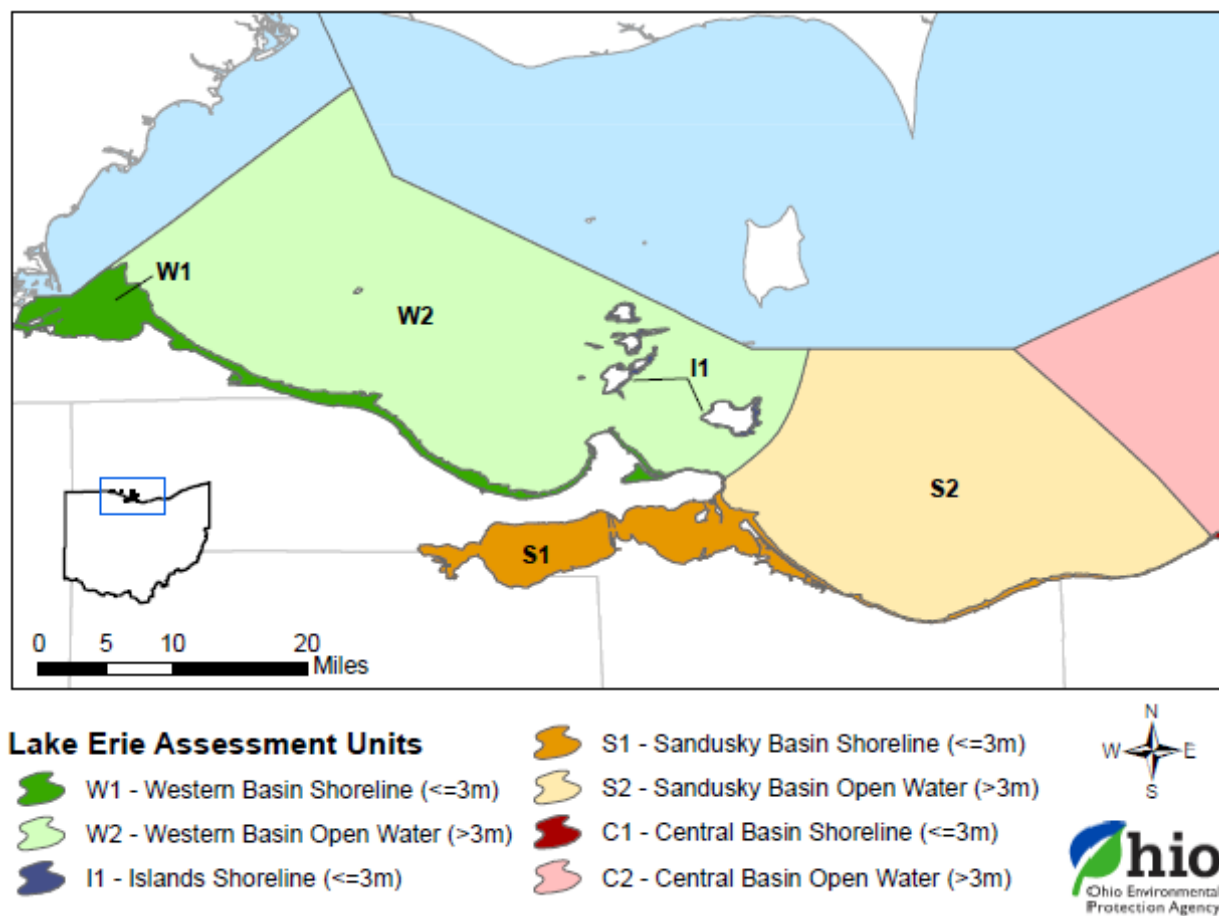 W1
W2
I1
S2
S1
0 5 10 20
Miles
Lake Erie Assessment Units
W1 - Western Basin Shoreline (<=3m)
W2 - Western Basin Open Water (>3m)
I1 - Islands Shoreline (<=3m)
S1 - Sandusky Basin Shoreline (<=3m)
S2 - Sandusky Basin Open Water (>3m)
C1 - Central Basin Shoreline (<=3m)
C2 - Central Basin Open Water (>3m)
N
W E
S
Ohio
Ohio Environmental
Protection Agency